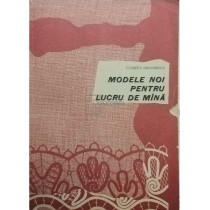 MODELE NOI
PENTRU
LUCRU DE MÎNĂ